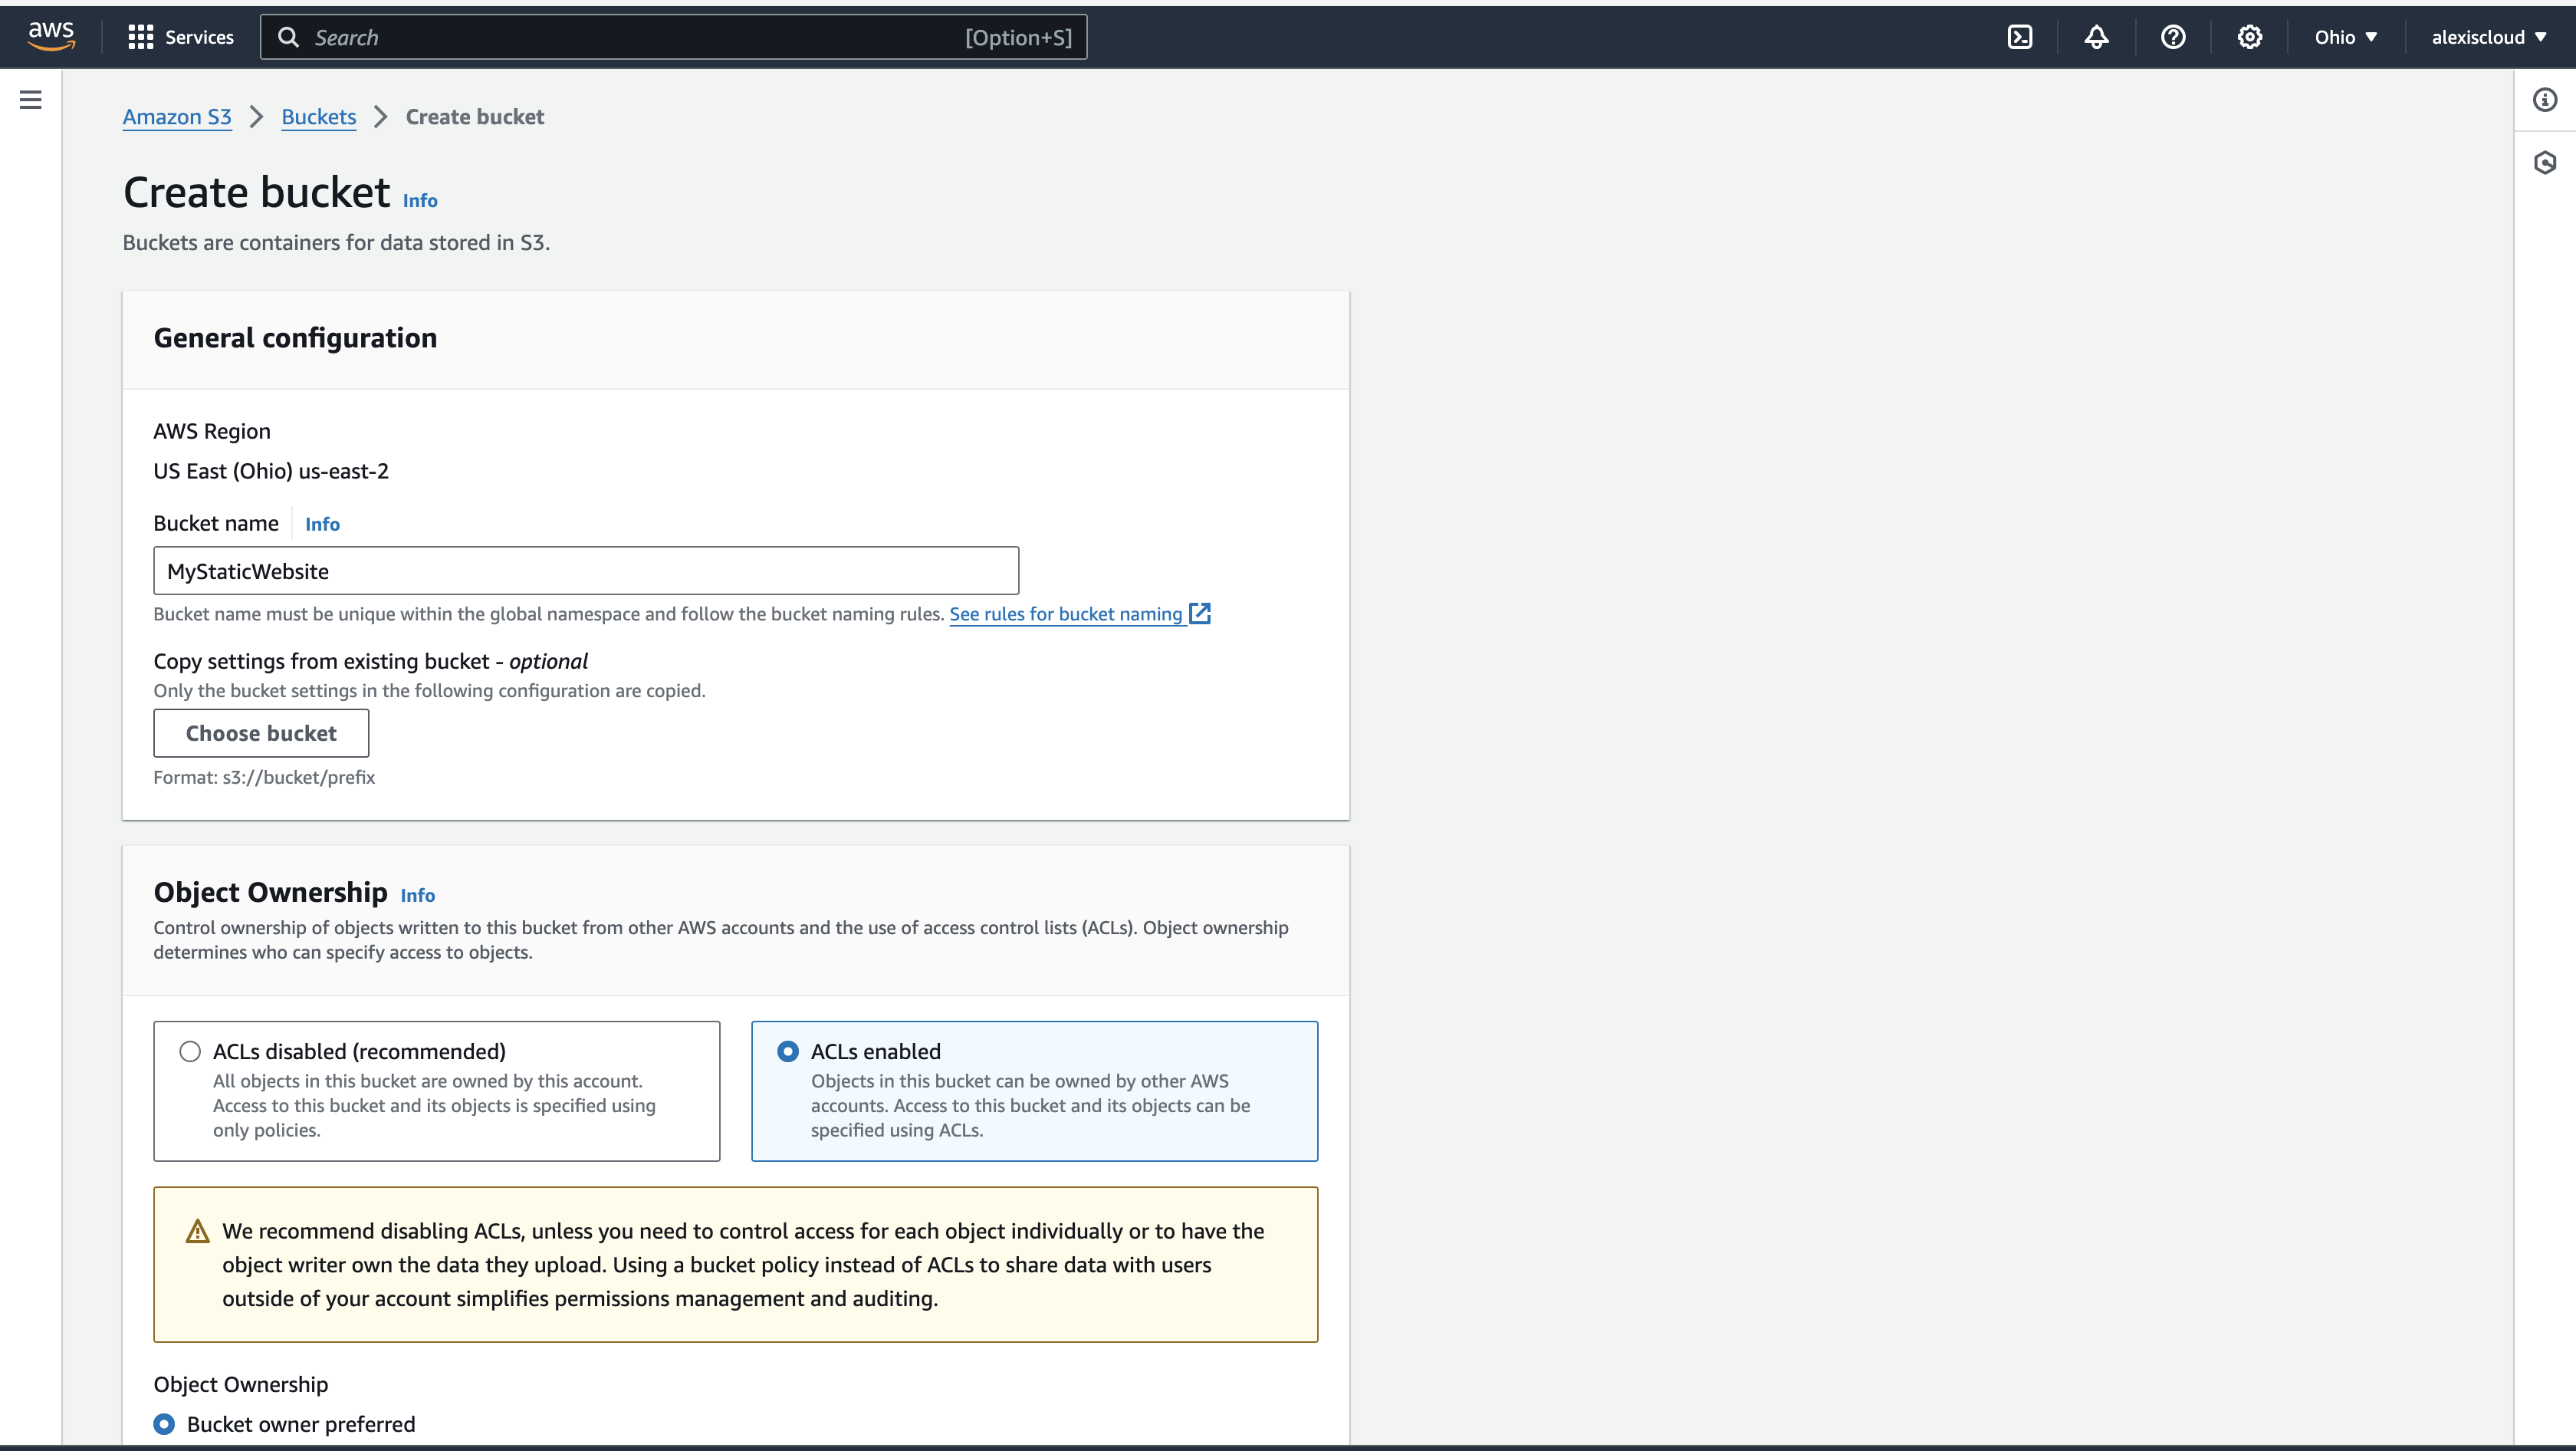 aws
Services
Search
[Option+S]
Ohio
alexiscloud
Amazon S3
Buckets
Create bucket
Create bucket
Info
Buckets are containers for data stored in S3.
General configuration
AWS Region
US East (Ohio) us-east-2
Bucket name
Info
MyStaticWebsite
Bucket name must be unique within the global namespace and follow the bucket naming rules. See rules for bucket naming
Copy settings from existing bucket - optional
Only the bucket settings in the following configuration are copied.
Choose bucket
Format: s3://bucket/prefix
Object Ownership
Info
Control ownership of objects written to this bucket from other AWS accounts and the use of access control lists (ACLs). Object ownership
determines who can specify access to objects.
ACLs disabled (recommended)
All objects in this bucket are owned by this account.
Access to this bucket and its objects is specified using
only policies.
ACLs enabled
Objects in this bucket can be owned by other AWS
accounts. Access to this bucket and its objects can be
specified using ACLs.
We recommend disabling ACLs, unless you need to control access for each object individually or to have the
object writer own the data they upload. Using a bucket policy instead of ACLs to share data with users
outside of your account simplifies permissions management and auditing.
Object Ownership
Bucket owner preferred